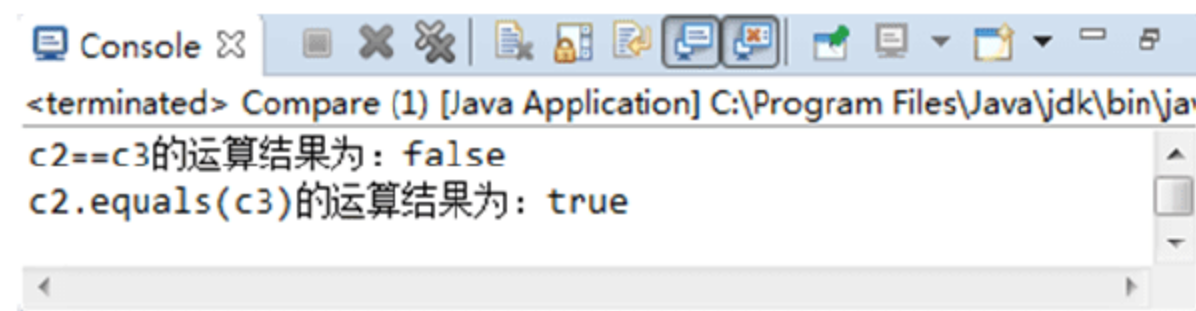 Console
<terminated> Compare (1) [Java Application] C:\Program Files\Java\jdk\bin\jav
c2==c3的运算结果为：false
c2.equals(c3)的运算结果为：true